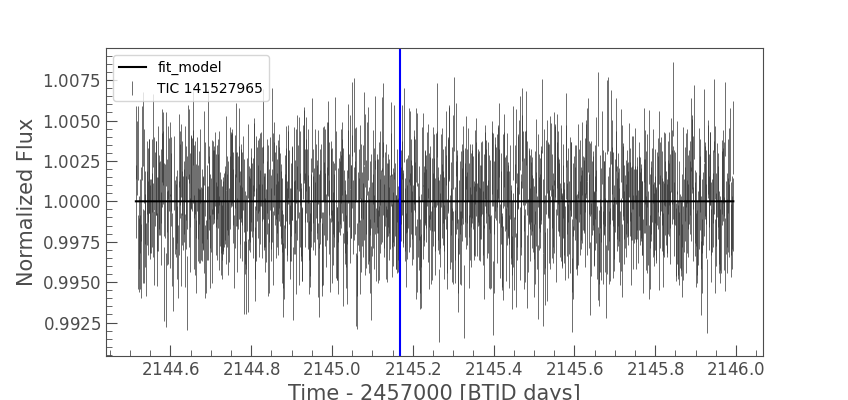 fit_model
TIC 141527965
1.0075
1.0050
1.0025
1.0000
0.9975
0.9950
0.9925
Normalized Flux
2144.6 2144.8 2145.0 2145.2 2145.4 2145.6 2145.8 2146.0
Time - 2457000 [BTJD days]